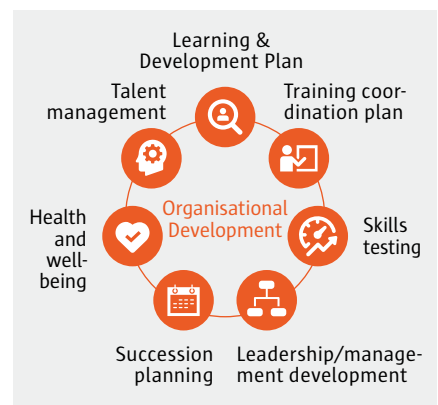 Learning &
Development Plan
Talent
management
Training coor-
dination plan
Organisational
Development
Health
and
well-
being
Skills
testing
Succession
planning
Leadership/manage-
ment development